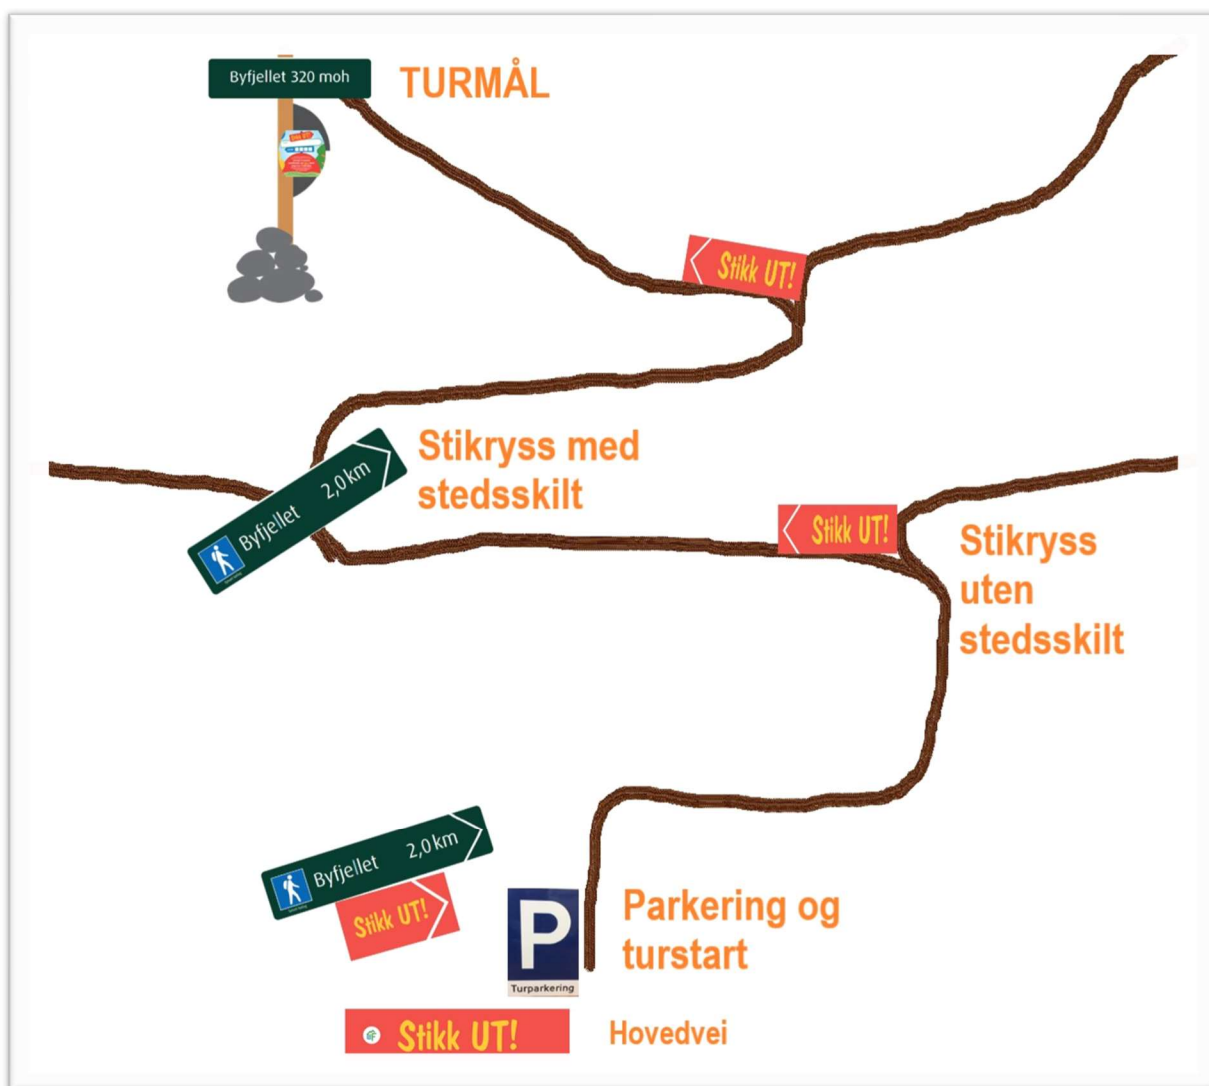 Byfjellet 320 moh
TURMÅL
Stikk UT!
Stikryss med
stedsskilt
Byfjellet 2,0 km
Stikk UT!
Stikryss
uten
stedsskilt
Byfjellet 2,0 km
Stikk UT!
P
Turparkering
Parkering og
turstart
Stikk UT!
Hovedvei